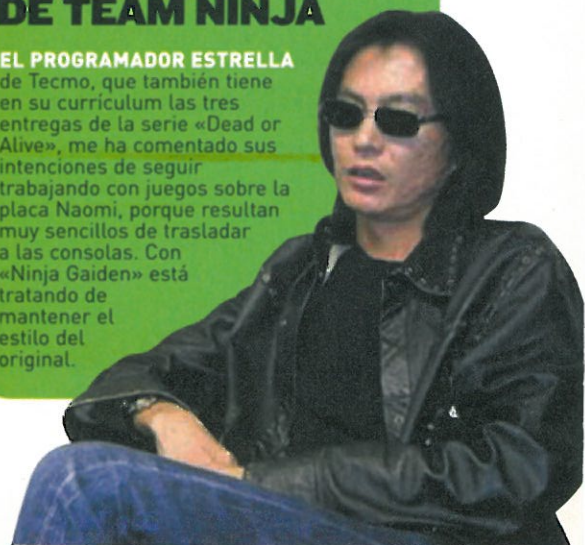 DE TEAM NINJA
EL PROGRAMADOR ESTRELLA
de Tecmo, que también tiene
en su currículum las tres
entregas de la serie «Dead or
Alive», me ha comentado sus
intenciones de seguir
trabajando con juegos sobre la
placa Naomi, porque resultan
muy sencillos de trasladar
a las consolas. Con
«Ninja Gaiden» está
tratando de
mantener el
estilo del
original.